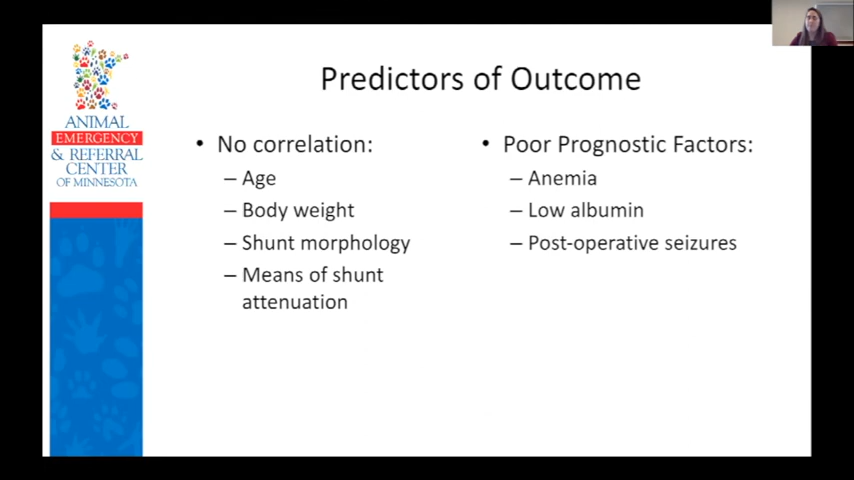 Predictors of Outcome
ANIMAL
EMERGENCY
& REFERRAL
CENTER
OF MINNESOTA
• No correlation:
– Age
– Body weight
– Shunt morphology
– Means of shunt
attenuation
• Poor Prognostic Factors:
– Anemia
– Low albumin
– Post-operative seizures